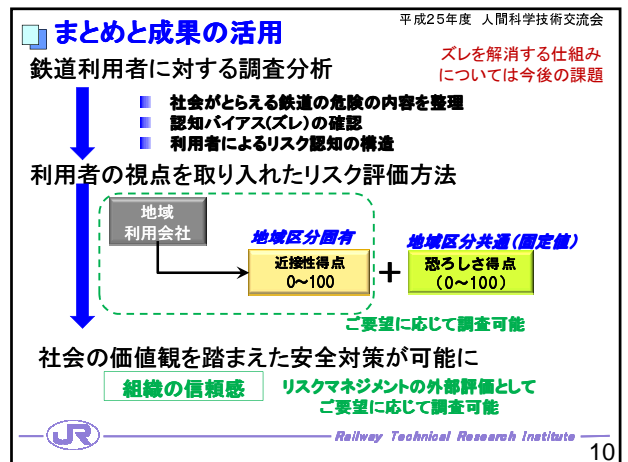 平成25年度 人間科学技術交流会
まとめと成果の活用
ズレを解消する仕組み
については今後の課題
鉄道利用者に対する調査分析
社会がとらえる鉄道の危険の内容を整理
認知バイアス(ズレ)の確認
利用者によるリスク認知の構造
利用者の視点を取り入れたリスク評価方法
地域
利用会社
地域区分固有
近接性得点
0～100
+
地域区分共通(固定値)
恐ろしさ得点
(0～100)
ご要望に応じて調査可能
社会の価値観を踏まえた安全対策が可能に
組織の信頼感
リスクマネジメントの外部評価として
ご要望に応じて調査可能
JR
Railway Technical Research Institute
10